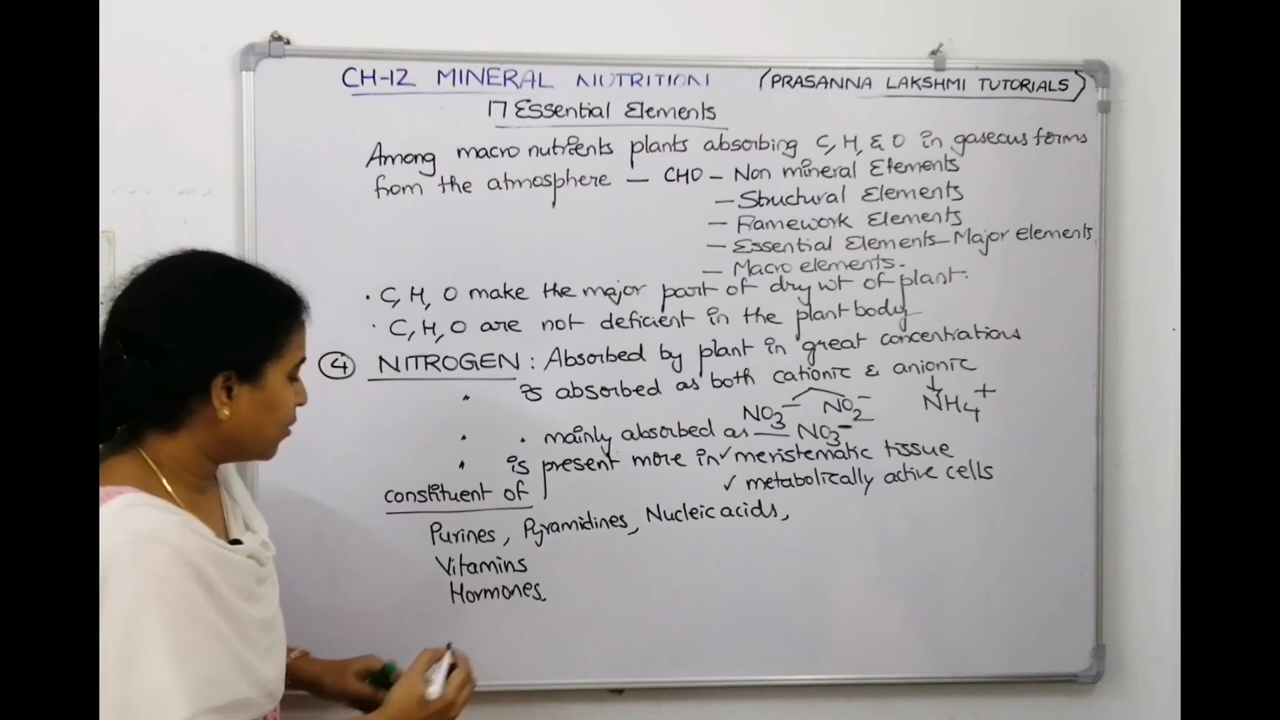 CH-12 MINERAL NUTRITION (PRASANNA LAKSHMI TUTORIALS)
17 Essential Elements
Among macro nutrients plants absorbing C, H, & O in gaseous forms
from the atmosphere — CHO – Non mineral Elements
– Structural Elements
– Framework Elements
– Essential Elements – Major elements
– Macro elements.
• C, H, O make the major part of dry wt of plant.
• C, H, O are not deficient in the plant body
④ NITROGEN : Absorbed by plant in great concentrations
• Is absorbed as both cationic & anionic
NO3⁻ NO2⁻ ↓ NH4⁺
• • mainly absorbed as — NO3⁻
• is present more in ✓ meristematic tissue
constituent of ✓ metabolically active cells
Purines, Pyramidines, Nucleic acids,
Vitamins
Hormones